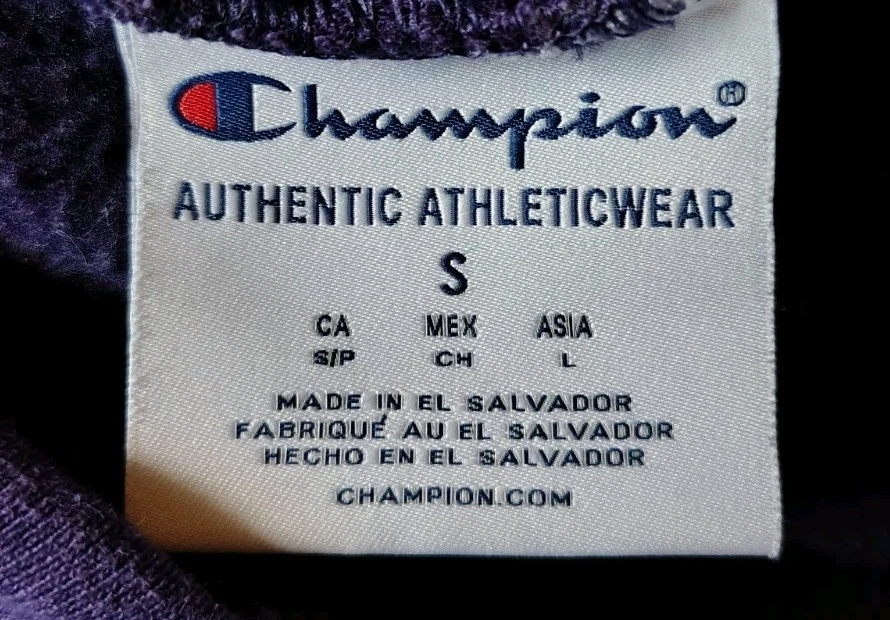 Champion®
AUTHENTIC ATHLETICWEAR
S
CA MEX ASIA
S/P CH L
MADE IN EL SALVADOR
FABRIQUÉ AU EL SALVADOR
HECHO EN EL SALVADOR
CHAMPION.COM